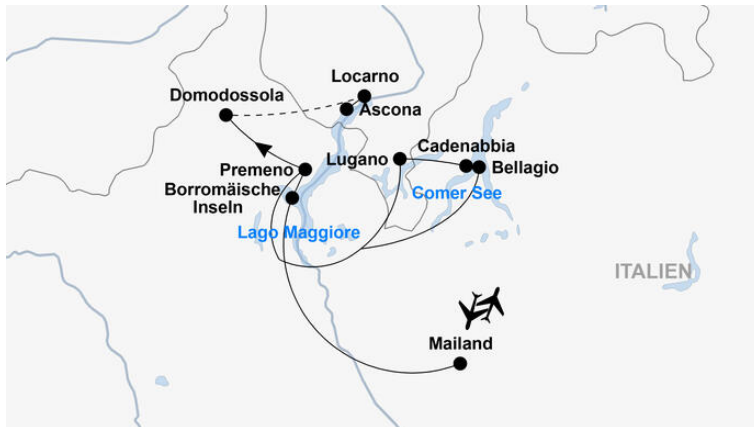 Locarno
Domodossola
Ascona
Cadenabbia
Lugano
Bellagio
Premeno
Borromäische
Inseln
Comer See
Lago Maggiore
ITALIEN
Mailand